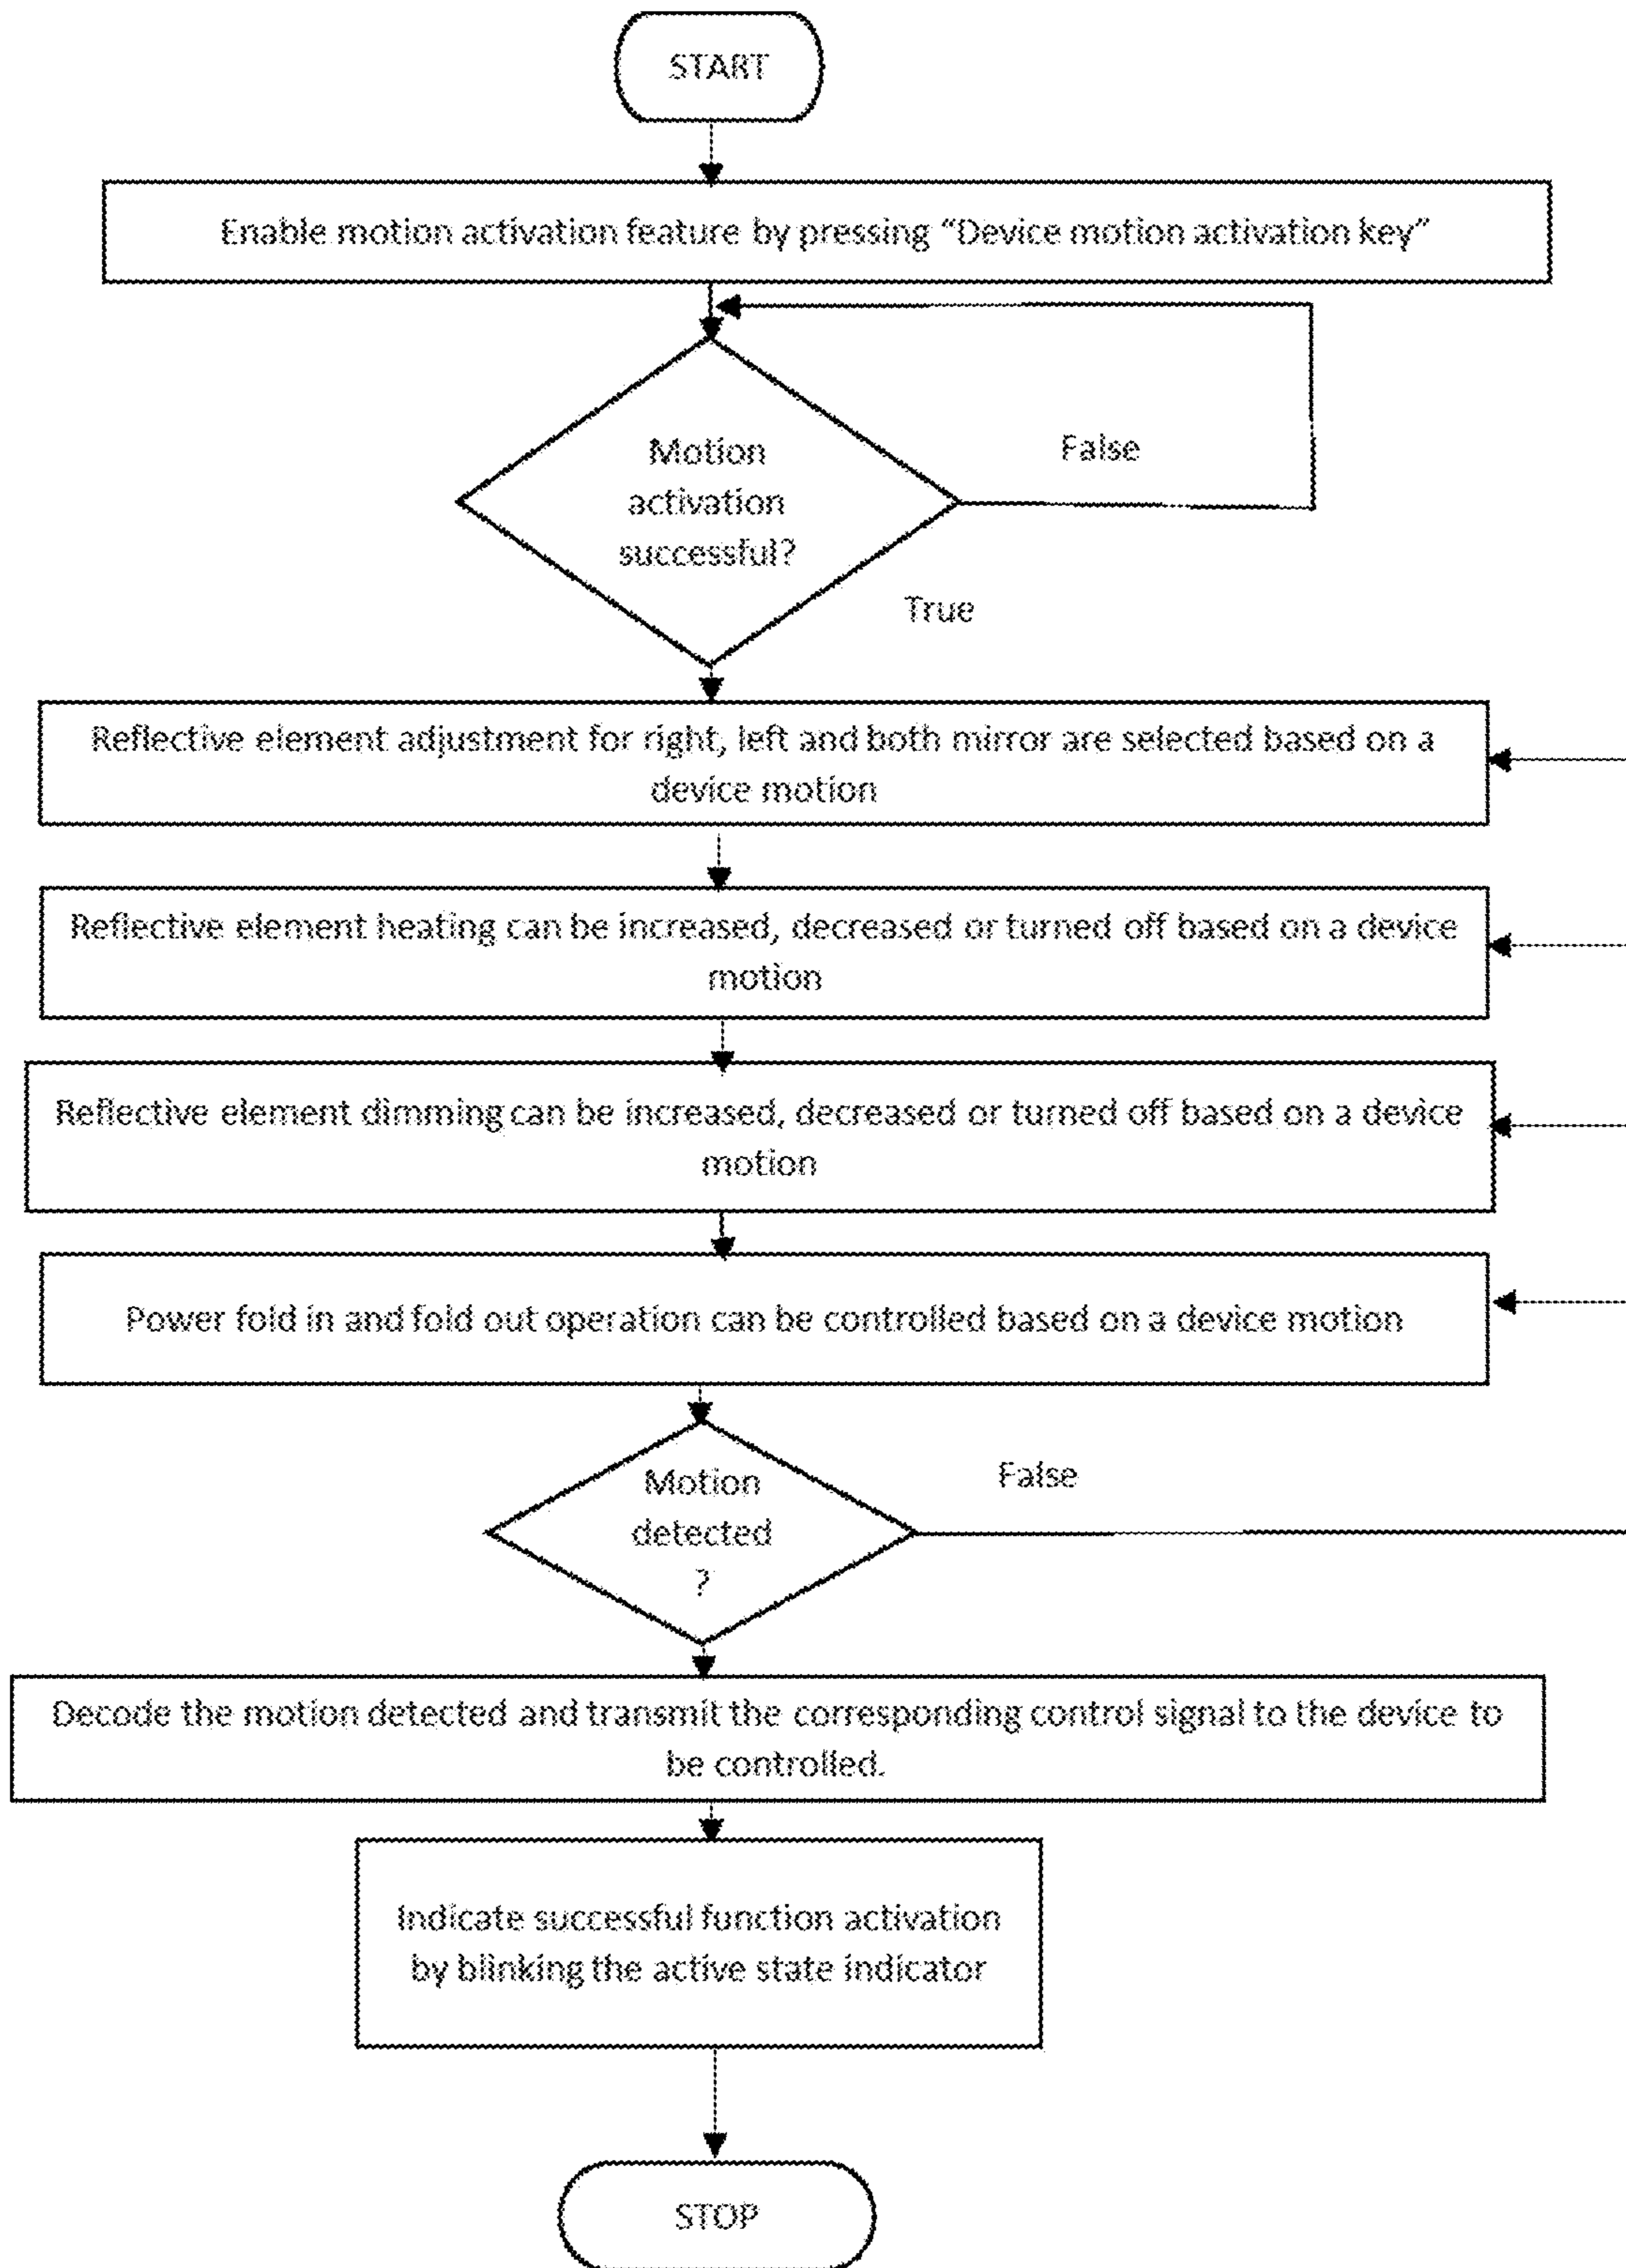 START
Enable motion activation feature by pressing “Device motion activation key”
Motion
activation
successful?
False
True
Reflective element adjustment for right, left and both mirror are selected based on a
device motion
Reflective element heating can be increased, decreased or turned off based on a device
motion
Reflective element dimming can be increased, decreased or turned off based on a device
motion
Power fold in and fold out operation can be controlled based on a device motion
Motion
detected
?
False
Decode the motion detected and transmit the corresponding control signal to the device to
be controlled.
Indicate successful function activation
by blinking the active state indicator
STOP